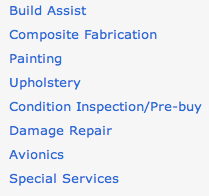 Build Assist
Composite Fabrication
Painting
Upholstery
Condition Inspection/Pre-buy
Damage Repair
Avionics
Special Services